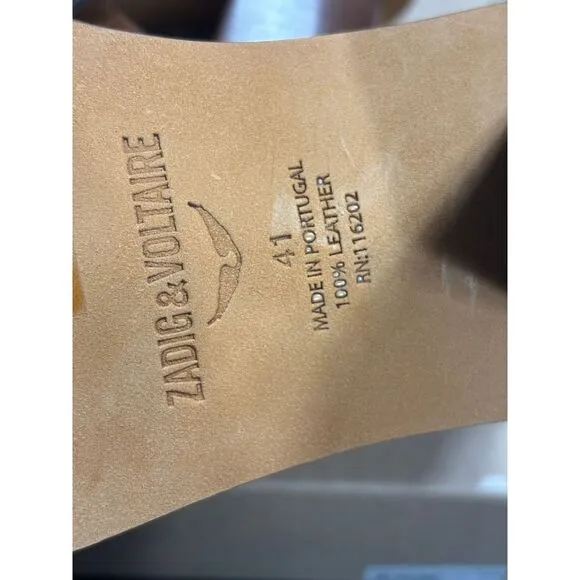 ZADIG & VOLTAIRE
41
MADE IN PORTUGAL
100% LEATHER
RN:116202